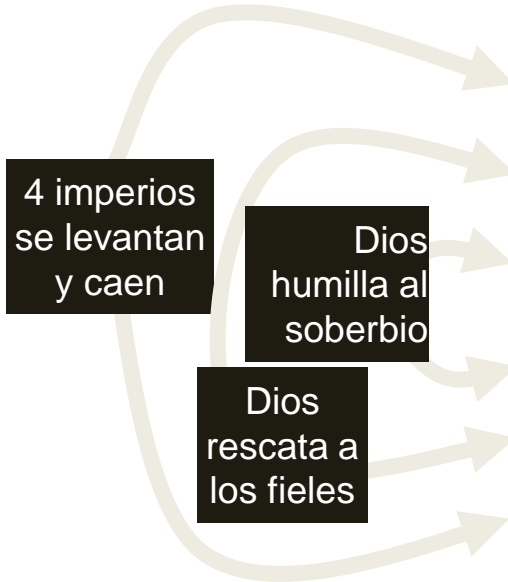 4 imperios
se levantan
y caen
Dios
humilla al
soberbio
Dios
rescata a
los fieles